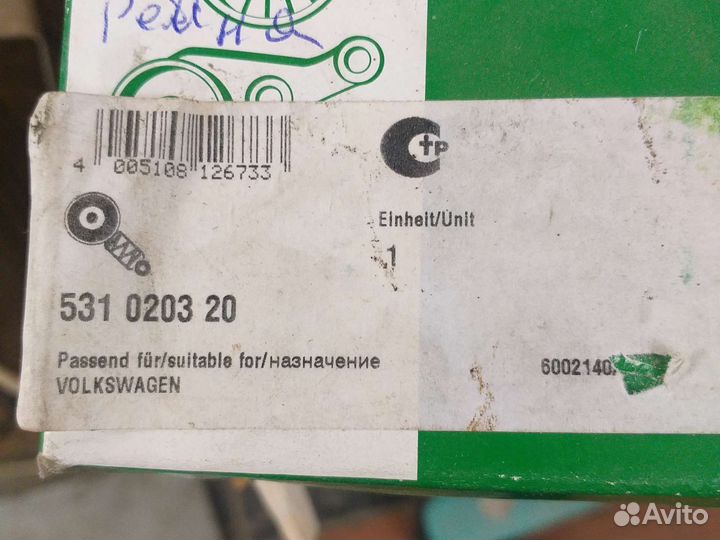 4 005108 126733
Einheit/Unit
1
531 0203 20
Passend für/suitable for/назначение
VOLKSWAGEN
6002140
Avito